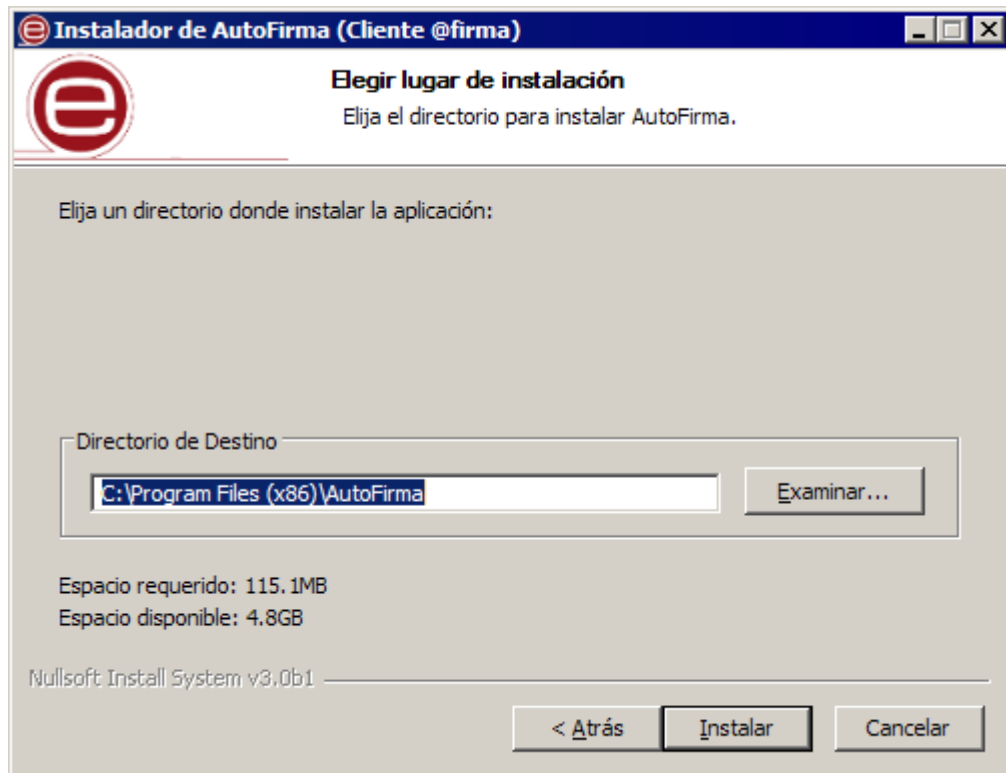 Instalador de AutoFirma (Cliente @firma)
Elegir lugar de instalación
Elija el directorio para instalar AutoFirma.
Elija un directorio donde instalar la aplicación:
Directorio de Destino
C:\Program Files (x86)\AutoFirma
Examinar...
Espacio requerido: 115.1MB
Espacio disponible: 4.8GB
Nullsoft Install System v3.0b1
< Atrás
Instalar
Cancelar